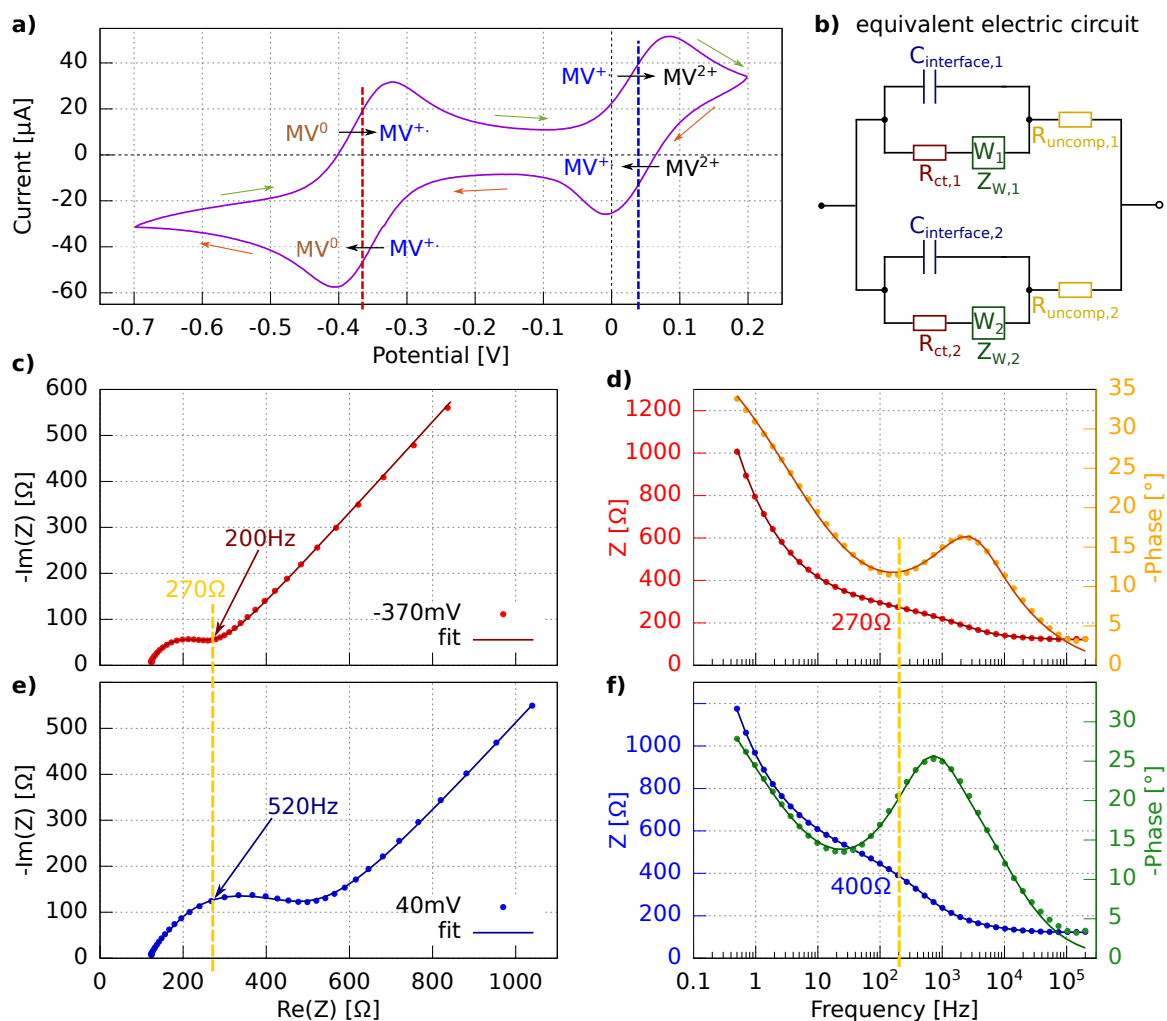 a)
Current [µA]
40
20
0
-20
-40
-60
MV⁰
MV⁺·
MV⁺·
MV²⁺
MV⁺·
MV²⁺
MV⁰
MV⁺·
-0.7 -0.6 -0.5 -0.4 -0.3 -0.2 -0.1 0 0.1 0.2
Potential [V]
b) equivalent electric circuit
C interface,1
R uncomp,1
W₁
R ct,1
Z W,1
C interface,2
R uncomp,2
W₂
R ct,2
Z W,2
c)
-Im(Z) [Ω]
600
500
400
300
200
100
0
200Hz
270Ω
-370mV
fit
d)
Z [Ω]
1200
1000
800
600
400
200
0
270Ω
35
30
25
20
15
10
5
0
-Phase [°]
e)
-Im(Z) [Ω]
500
400
300
200
100
0
520Hz
40mV
fit
0 200 400 600 800 1000
Re(Z) [Ω]
f)
Z [Ω]
1000
800
600
400
200
0
400Ω
30
25
20
15
10
5
0
-Phase [°]
0.1 1 10 10² 10³ 10⁴ 10⁵
Frequency [Hz]